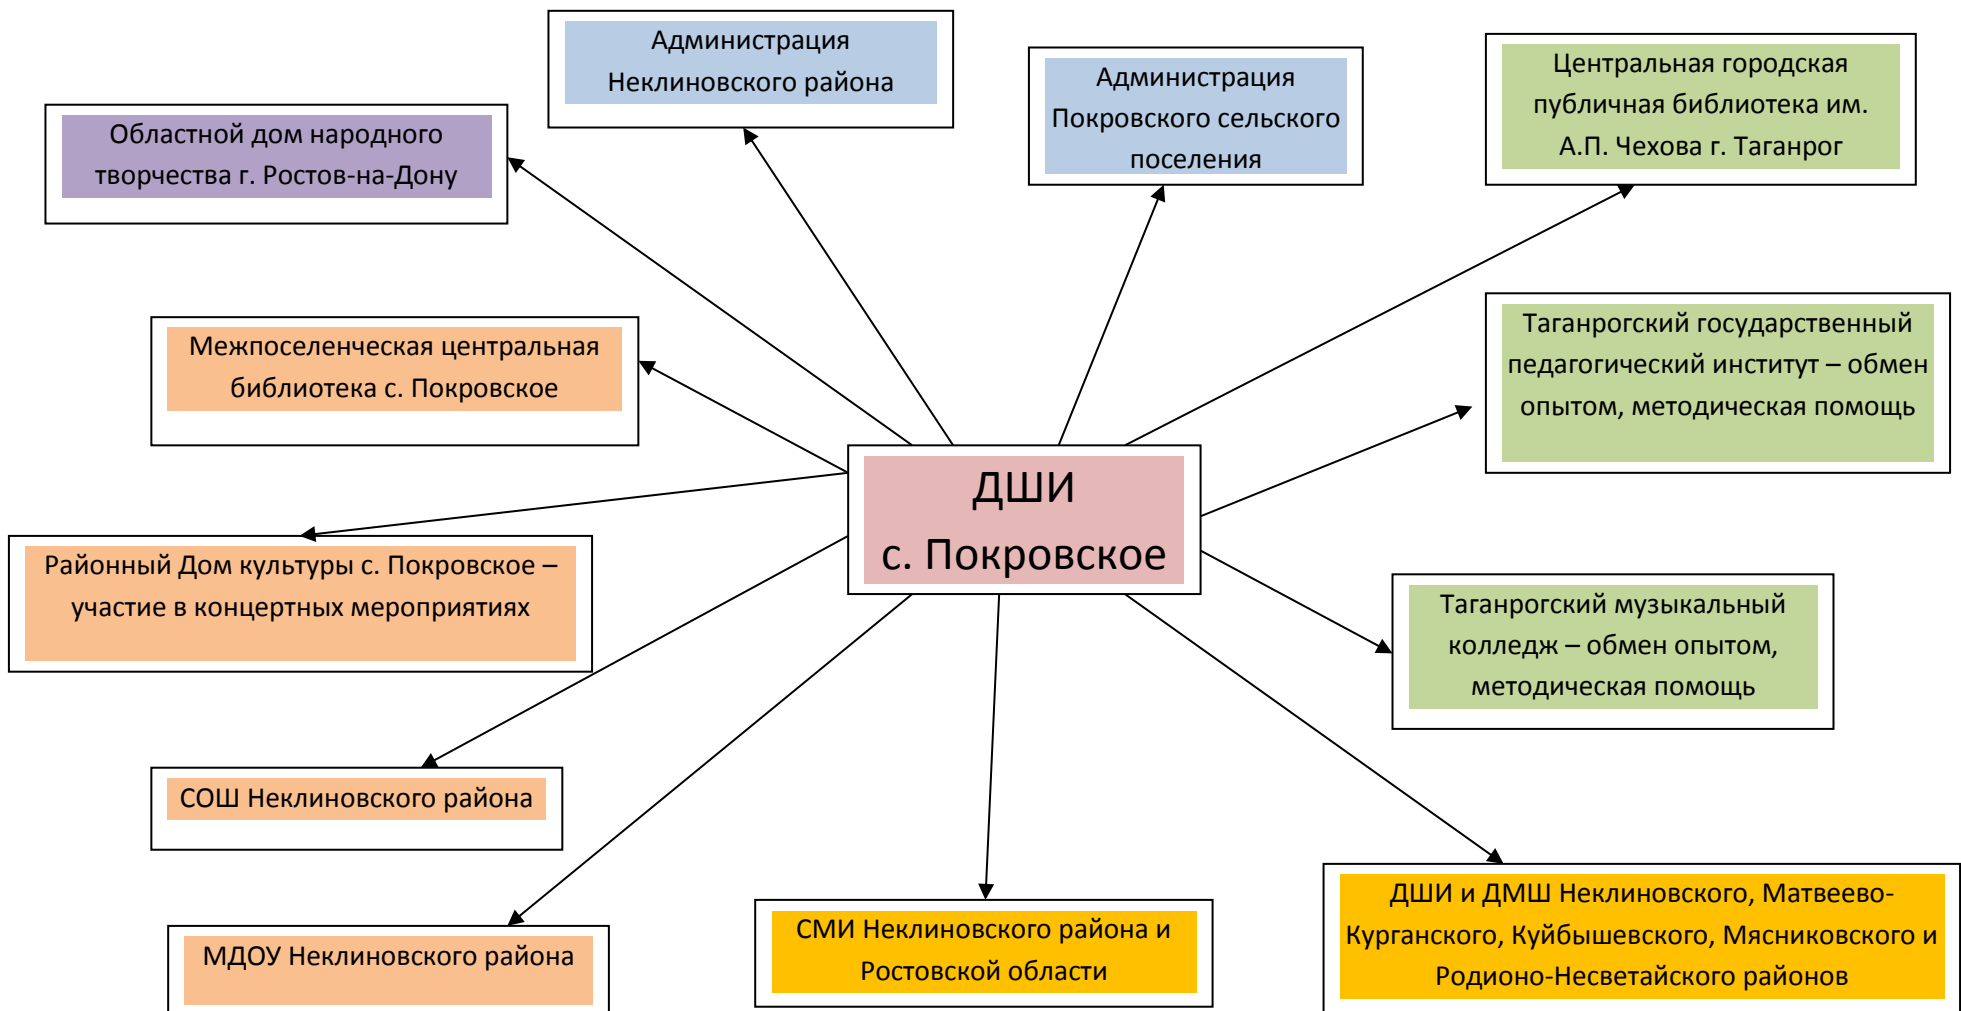 Администрация
Неклиновского района
Администрация
Покровского сельского
поселения
Центральная городская
публичная библиотека им.
А.П. Чехова г. Таганрог
Областной дом народного
творчества г. Ростов-на-Дону
Межпоселенческая центральная
библиотека с. Покровское
Таганрогский государственный
педагогический институт – обмен
опытом, методическая помощь
ДШИ
с. Покровское
Районный Дом культуры с. Покровское –
участие в концертных мероприятиях
Таганрогский музыкальный
колледж – обмен опытом,
методическая помощь
СОШ Неклиновского района
МДОУ Неклиновского района
СМИ Неклиновского района и
Ростовской области
ДШИ и ДМШ Неклиновского, Матвеево-
Курганского, Куйбышевского, Мясниковского и
Родионо-Несветайского районов